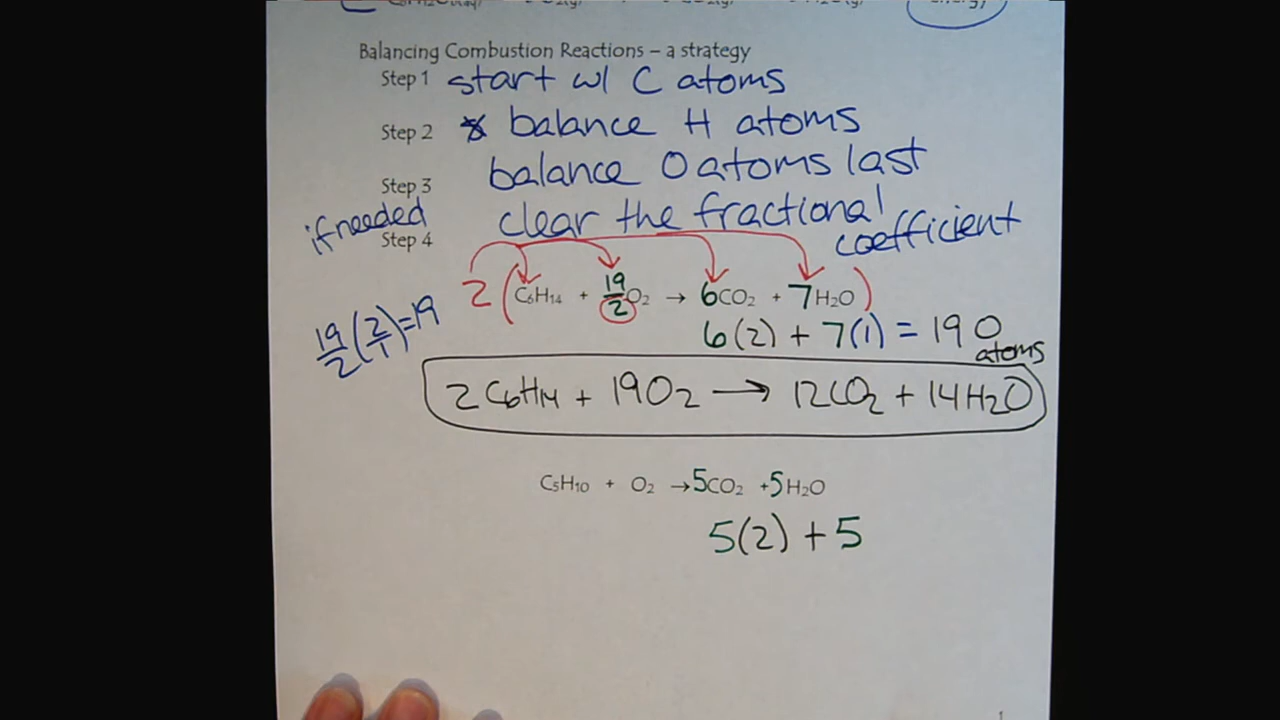 energy
Balancing Combustion Reactions – a strategy
Step 1 start w/ C atoms
Step 2 * balance H atoms
Step 3 balance O atoms last
if needed
Step 4 clear the fractional coefficient
2 (C₆H₁₄ + 19/2 O₂ → 6CO₂ + 7H₂O)
19/2 (2/1) = 19
6(2) + 7(1) = 19 O atoms
2C₆H₁₄ + 19O₂ → 12CO₂ + 14H₂O
C₅H₁₀ + O₂ → 5CO₂ + 5H₂O
5(2) + 5
1